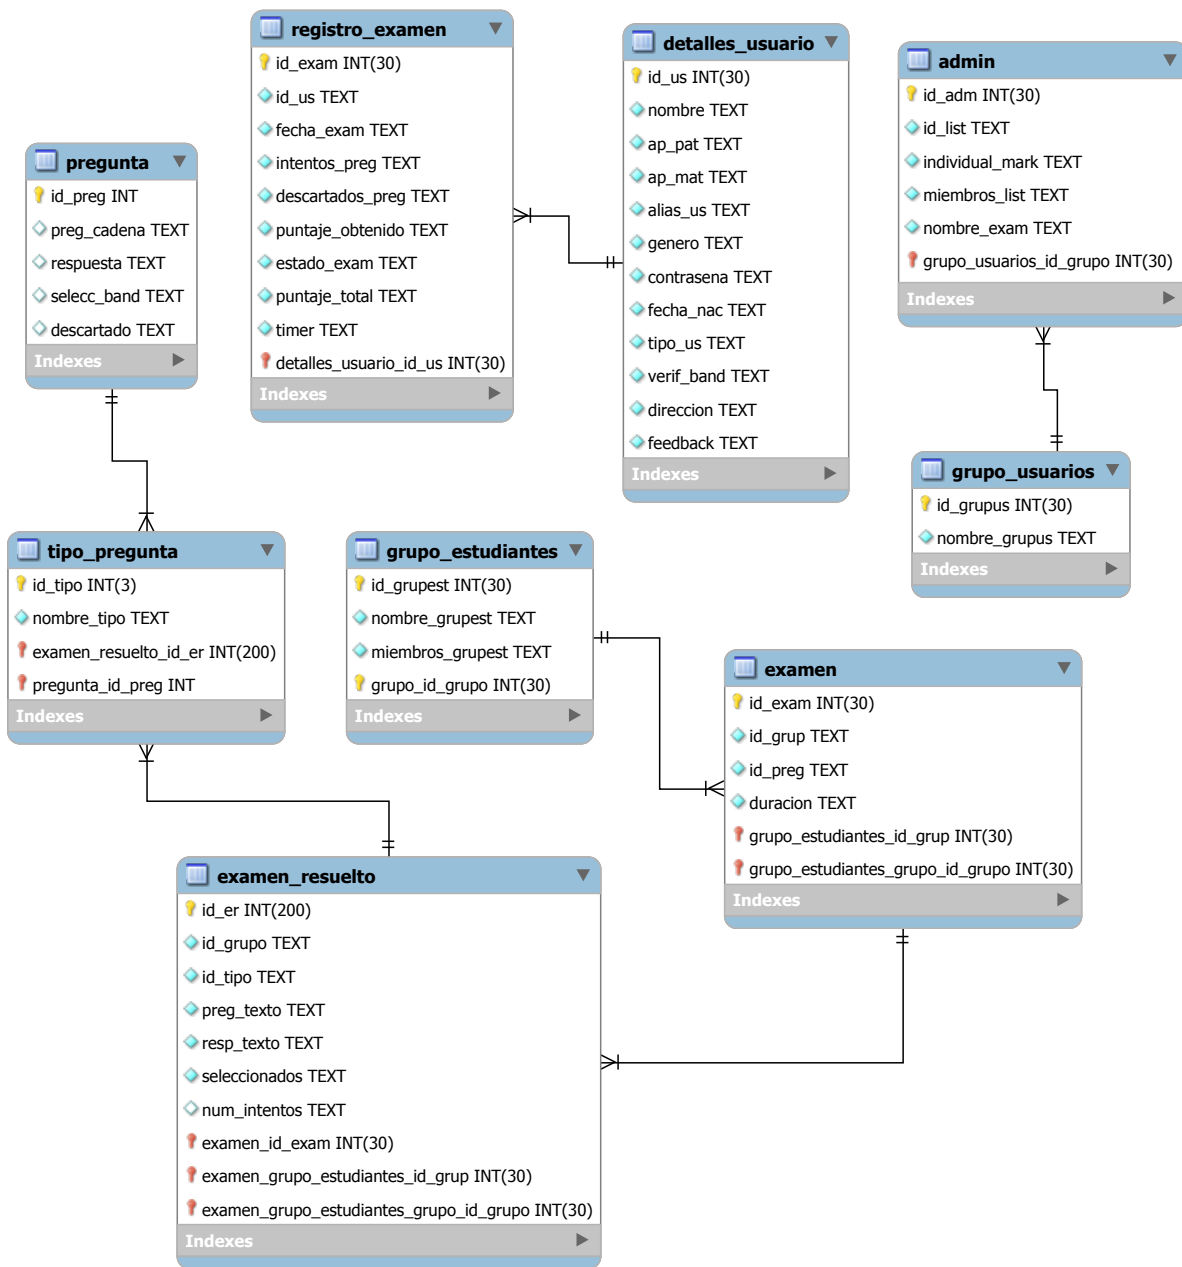 registro_examen
id_exam INT(30)
id_us TEXT
fecha_exam TEXT
intentos_preg TEXT
descartados_preg TEXT
puntaje_obtenido TEXT
estado_exam TEXT
puntaje_total TEXT
timer TEXT
detalles_usuario_id_us INT(30)
Indexes
detalles_usuario
id_us INT(30)
nombre TEXT
ap_pat TEXT
ap_mat TEXT
alias_us TEXT
genero TEXT
contrasena TEXT
fecha_nac TEXT
tipo_us TEXT
verif_band TEXT
direccion TEXT
feedback TEXT
Indexes
admin
id_adm INT(30)
id_list TEXT
individual_mark TEXT
miembros_list TEXT
nombre_exam TEXT
grupo_usuarios_id_grupo INT(30)
Indexes
pregunta
id_preg INT
preg_cadena TEXT
respuesta TEXT
selecc_band TEXT
descartado TEXT
Indexes
grupo_usuarios
id_grupus INT(30)
nombre_grupus TEXT
Indexes
tipo_pregunta
id_tipo INT(3)
nombre_tipo TEXT
examen_resuelto_id_er INT(200)
pregunta_id_preg INT
Indexes
grupo_estudiantes
id_grupest INT(30)
nombre_grupest TEXT
miembros_grupest TEXT
grupo_id_grupo INT(30)
Indexes
examen
id_exam INT(30)
id_grup TEXT
id_preg TEXT
duracion TEXT
grupo_estudiantes_id_grup INT(30)
grupo_estudiantes_grupo_id_grupo INT(30)
Indexes
examen_resuelto
id_er INT(200)
id_grupo TEXT
id_tipo TEXT
preg_texto TEXT
resp_texto TEXT
seleccionados TEXT
num_intentos TEXT
examen_id_exam INT(30)
examen_grupo_estudiantes_id_grup INT(30)
examen_grupo_estudiantes_grupo_id_grupo INT(30)
Indexes